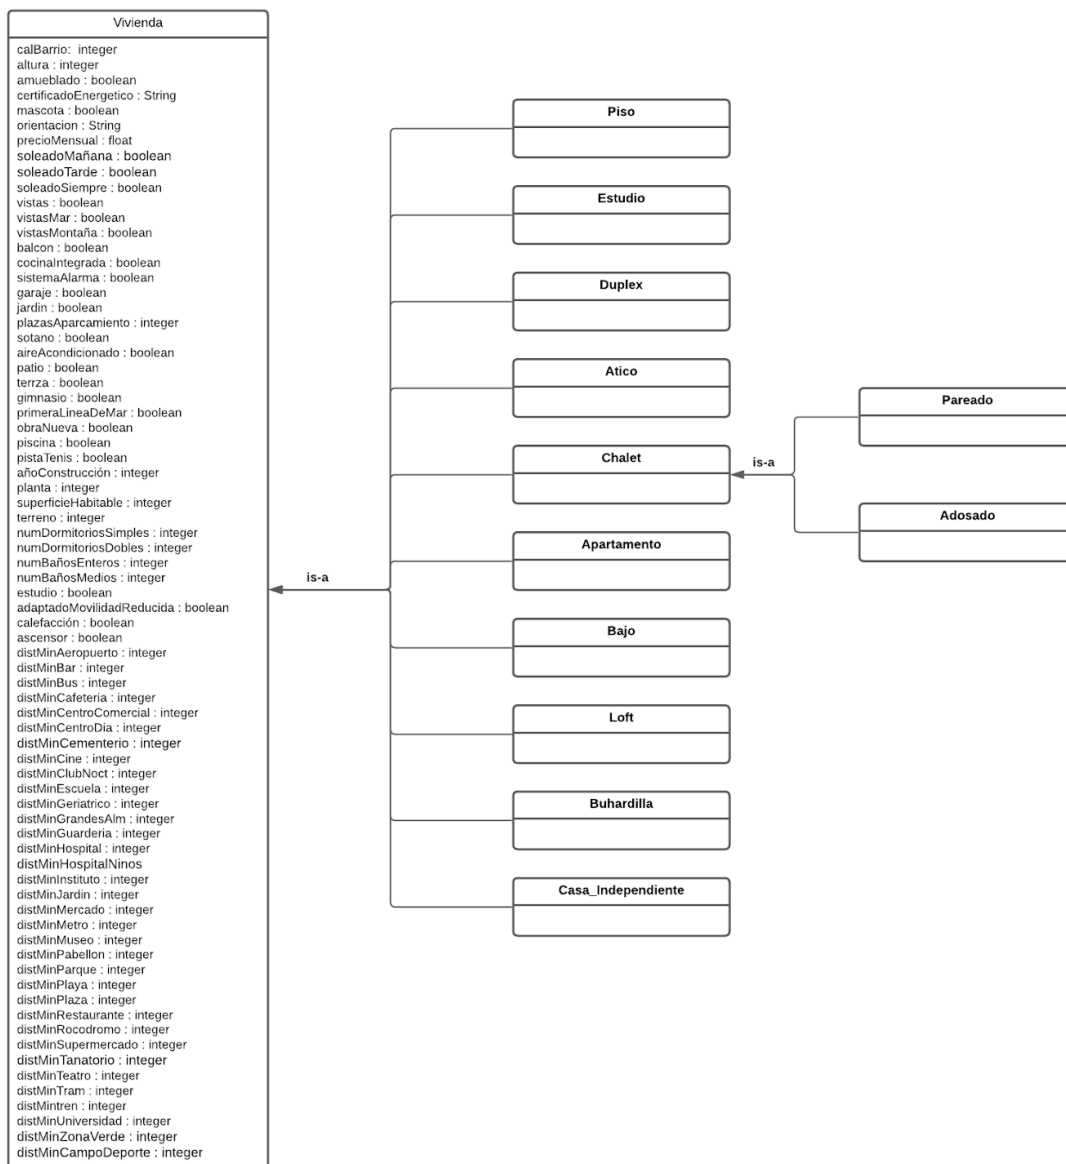 Vivienda
calBarrio:  integer
altura : integer
amueblado : boolean
certificadoEnergetico : String
mascota : boolean
orientacion : String
precioMensual : float
soleadoMañana : boolean
soleadoTarde : boolean
soleadoSiempre : boolean
vistas : boolean
vistasMar : boolean
vistasMontaña : boolean
balcon : boolean
cocinaIntegrada : boolean
sistemaAlarma : boolean
garaje : boolean
jardin : boolean
plazasAparcamiento : integer
sotano : boolean
aireAcondicionado : boolean
patio : boolean
terrza : boolean
gimnasio : boolean
primeraLineaDeMar : boolean
obraNueva : boolean
piscina : boolean
pistaTenis : boolean
añoConstrucción : integer
planta : integer
superficieHabitable : integer
terreno : integer
numDormitoriosSimples : integer
numDormitoriosDobles : integer
numBañosEnteros : integer
numBañosMedios : integer
estudio : boolean
adaptadoMovilidadReducida : boolean
calefacción : boolean
ascensor : boolean
distMinAeropuerto : integer
distMinBar : integer
distMinBus : integer
distMinCafeteria : integer
distMinCentroComercial : integer
distMinCentroDia : integer
distMinCementerio : integer
distMinCine : integer
distMinClubNoct : integer
distMinEscuela : integer
distMinGeriatrico : integer
distMinGrandesAlm : integer
distMinGuarderia : integer
distMinHospital : integer
distMinHospitalNinos
distMinInstituto : integer
distMinJardin : integer
distMinMercado : integer
distMinMetro : integer
distMinMuseo : integer
distMinPabellon : integer
distMinParque : integer
distMinPlaya : integer
distMinPlaza : integer
distMinRestaurante : integer
distMinRocodromo : integer
distMinSupermercado : integer
distMinTanatorio : integer
distMinTeatro : integer
distMinTram : integer
distMintren : integer
distMinUniversidad : integer
distMinZonaVerde : integer
distMinCampoDeporte : integer
is-a
Piso
Estudio
Duplex
Atico
Chalet
Apartamento
Bajo
Loft
Buhardilla
Casa_Independiente
is-a
Pareado
Adosado